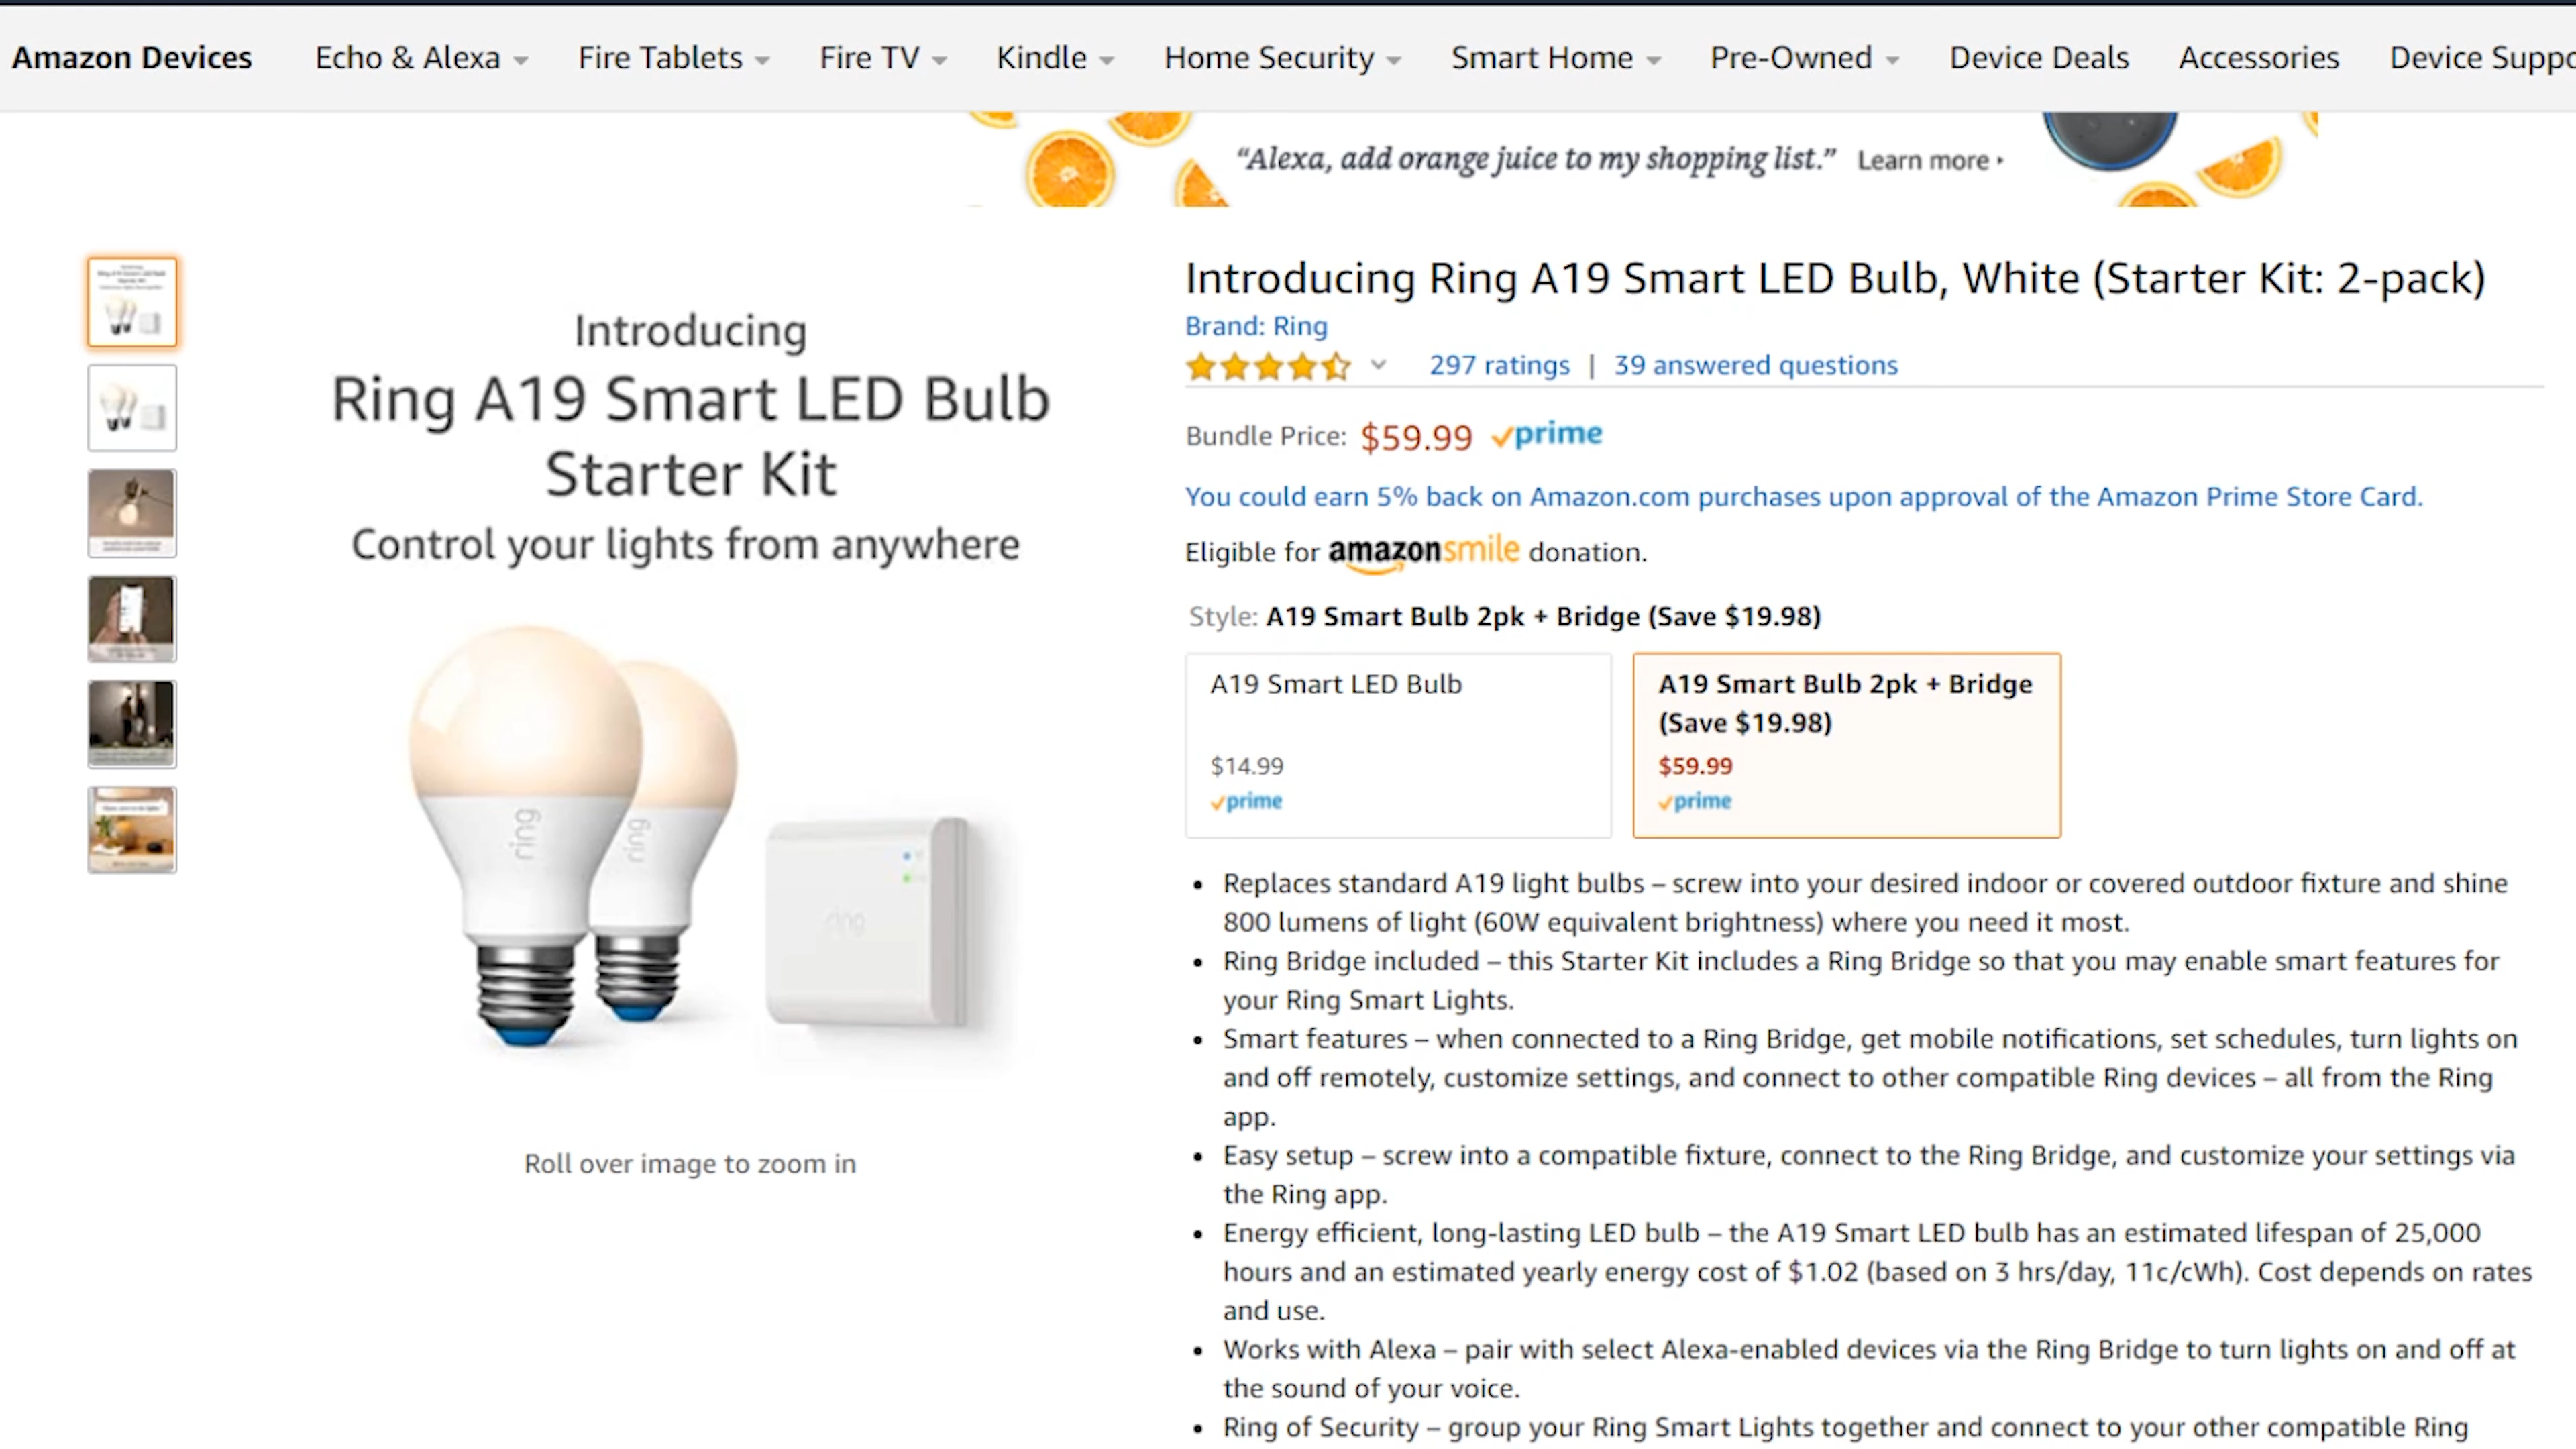 Amazon Devices Echo & Alexa Fire Tablets Fire TV Kindle Home Security Smart Home Pre-Owned Device Deals Accessories Device Suppo
“Alexa, add orange juice to my shopping list.” Learn more
Introducing
Ring A19 Smart LED Bulb
Starter Kit
Control your lights from anywhere
ring
ring
ring
Roll over image to zoom in
Introducing Ring A19 Smart LED Bulb, White (Starter Kit: 2-pack)
Brand: Ring
297 ratings | 39 answered questions
Bundle Price: $59.99 prime
You could earn 5% back on Amazon.com purchases upon approval of the Amazon Prime Store Card.
Eligible for amazonsmile donation.
Style: A19 Smart Bulb 2pk + Bridge (Save $19.98)
A19 Smart LED Bulb
$14.99
prime
A19 Smart Bulb 2pk + Bridge
(Save $19.98)
$59.99
prime
• Replaces standard A19 light bulbs – screw into your desired indoor or covered outdoor fixture and shine
800 lumens of light (60W equivalent brightness) where you need it most.
• Ring Bridge included – this Starter Kit includes a Ring Bridge so that you may enable smart features for
your Ring Smart Lights.
• Smart features – when connected to a Ring Bridge, get mobile notifications, set schedules, turn lights on
and off remotely, customize settings, and connect to other compatible Ring devices – all from the Ring
app.
• Easy setup – screw into a compatible fixture, connect to the Ring Bridge, and customize your settings via
the Ring app.
• Energy efficient, long-lasting LED bulb – the A19 Smart LED bulb has an estimated lifespan of 25,000
hours and an estimated yearly energy cost of $1.02 (based on 3 hrs/day, 11c/cWh). Cost depends on rates
and use.
• Works with Alexa – pair with select Alexa-enabled devices via the Ring Bridge to turn lights on and off at
the sound of your voice.
• Ring of Security – group your Ring Smart Lights together and connect to your other compatible Ring